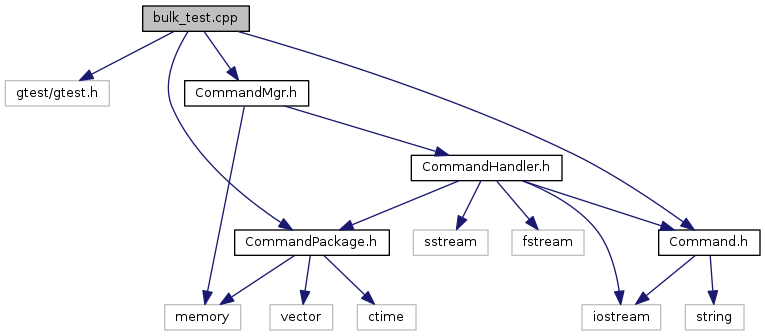 bulk_test.cpp
gtest/gtest.h
CommandMgr.h
CommandHandler.h
CommandPackage.h
sstream
fstream
Command.h
memory
vector
ctime
iostream
string